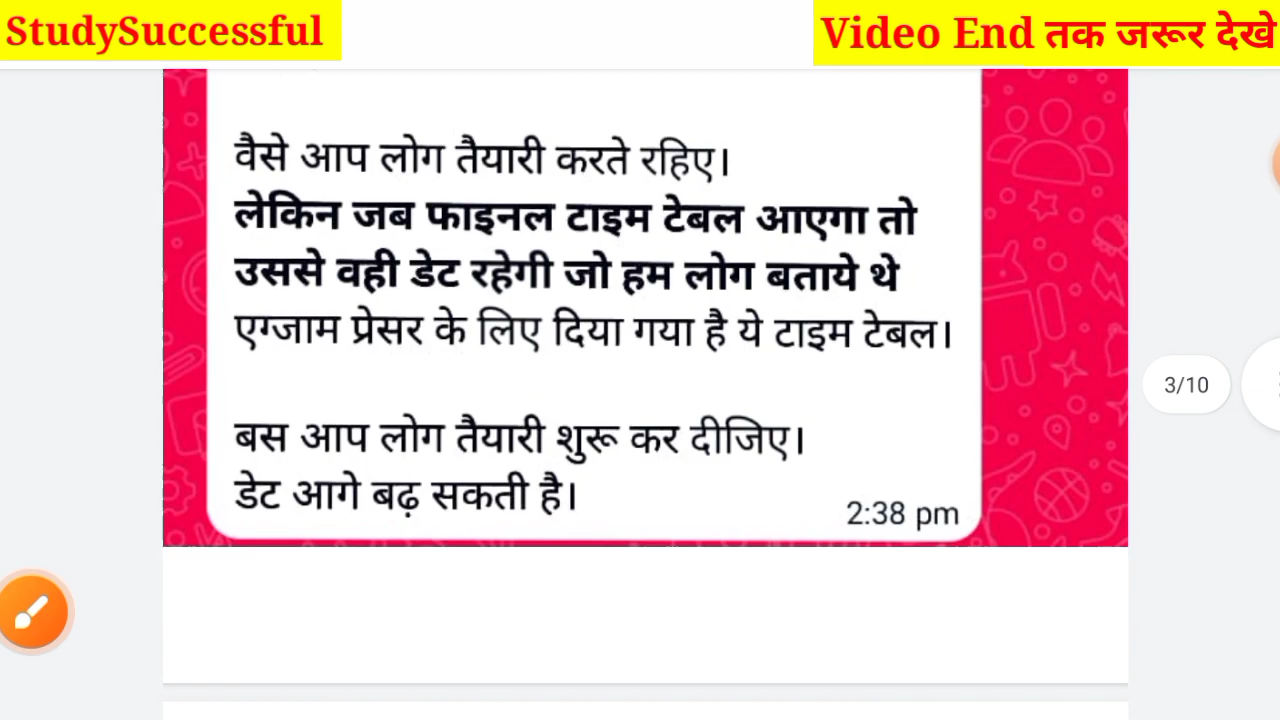 StudySuccessful
Video End तक जरूर देखे
वैसे आप लोग तैयारी करते रहिए।
लेकिन जब फाइनल टाइम टेबल आएगा तो
उससे वही डेट रहेगी जो हम लोग बताये थे
एग्जाम प्रेसर के लिए दिया गया है ये टाइम टेबल।
3/10
बस आप लोग तैयारी शुरू कर दीजिए।
डेट आगे बढ़ सकती है।
2:38 pm